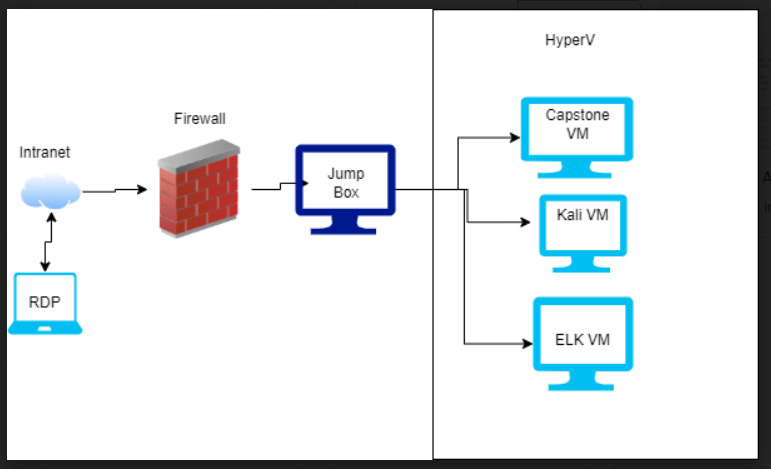 HyperV
Firewall
Intranet
Capstone
VM
Jump
Box
Kali VM
RDP
ELK VM